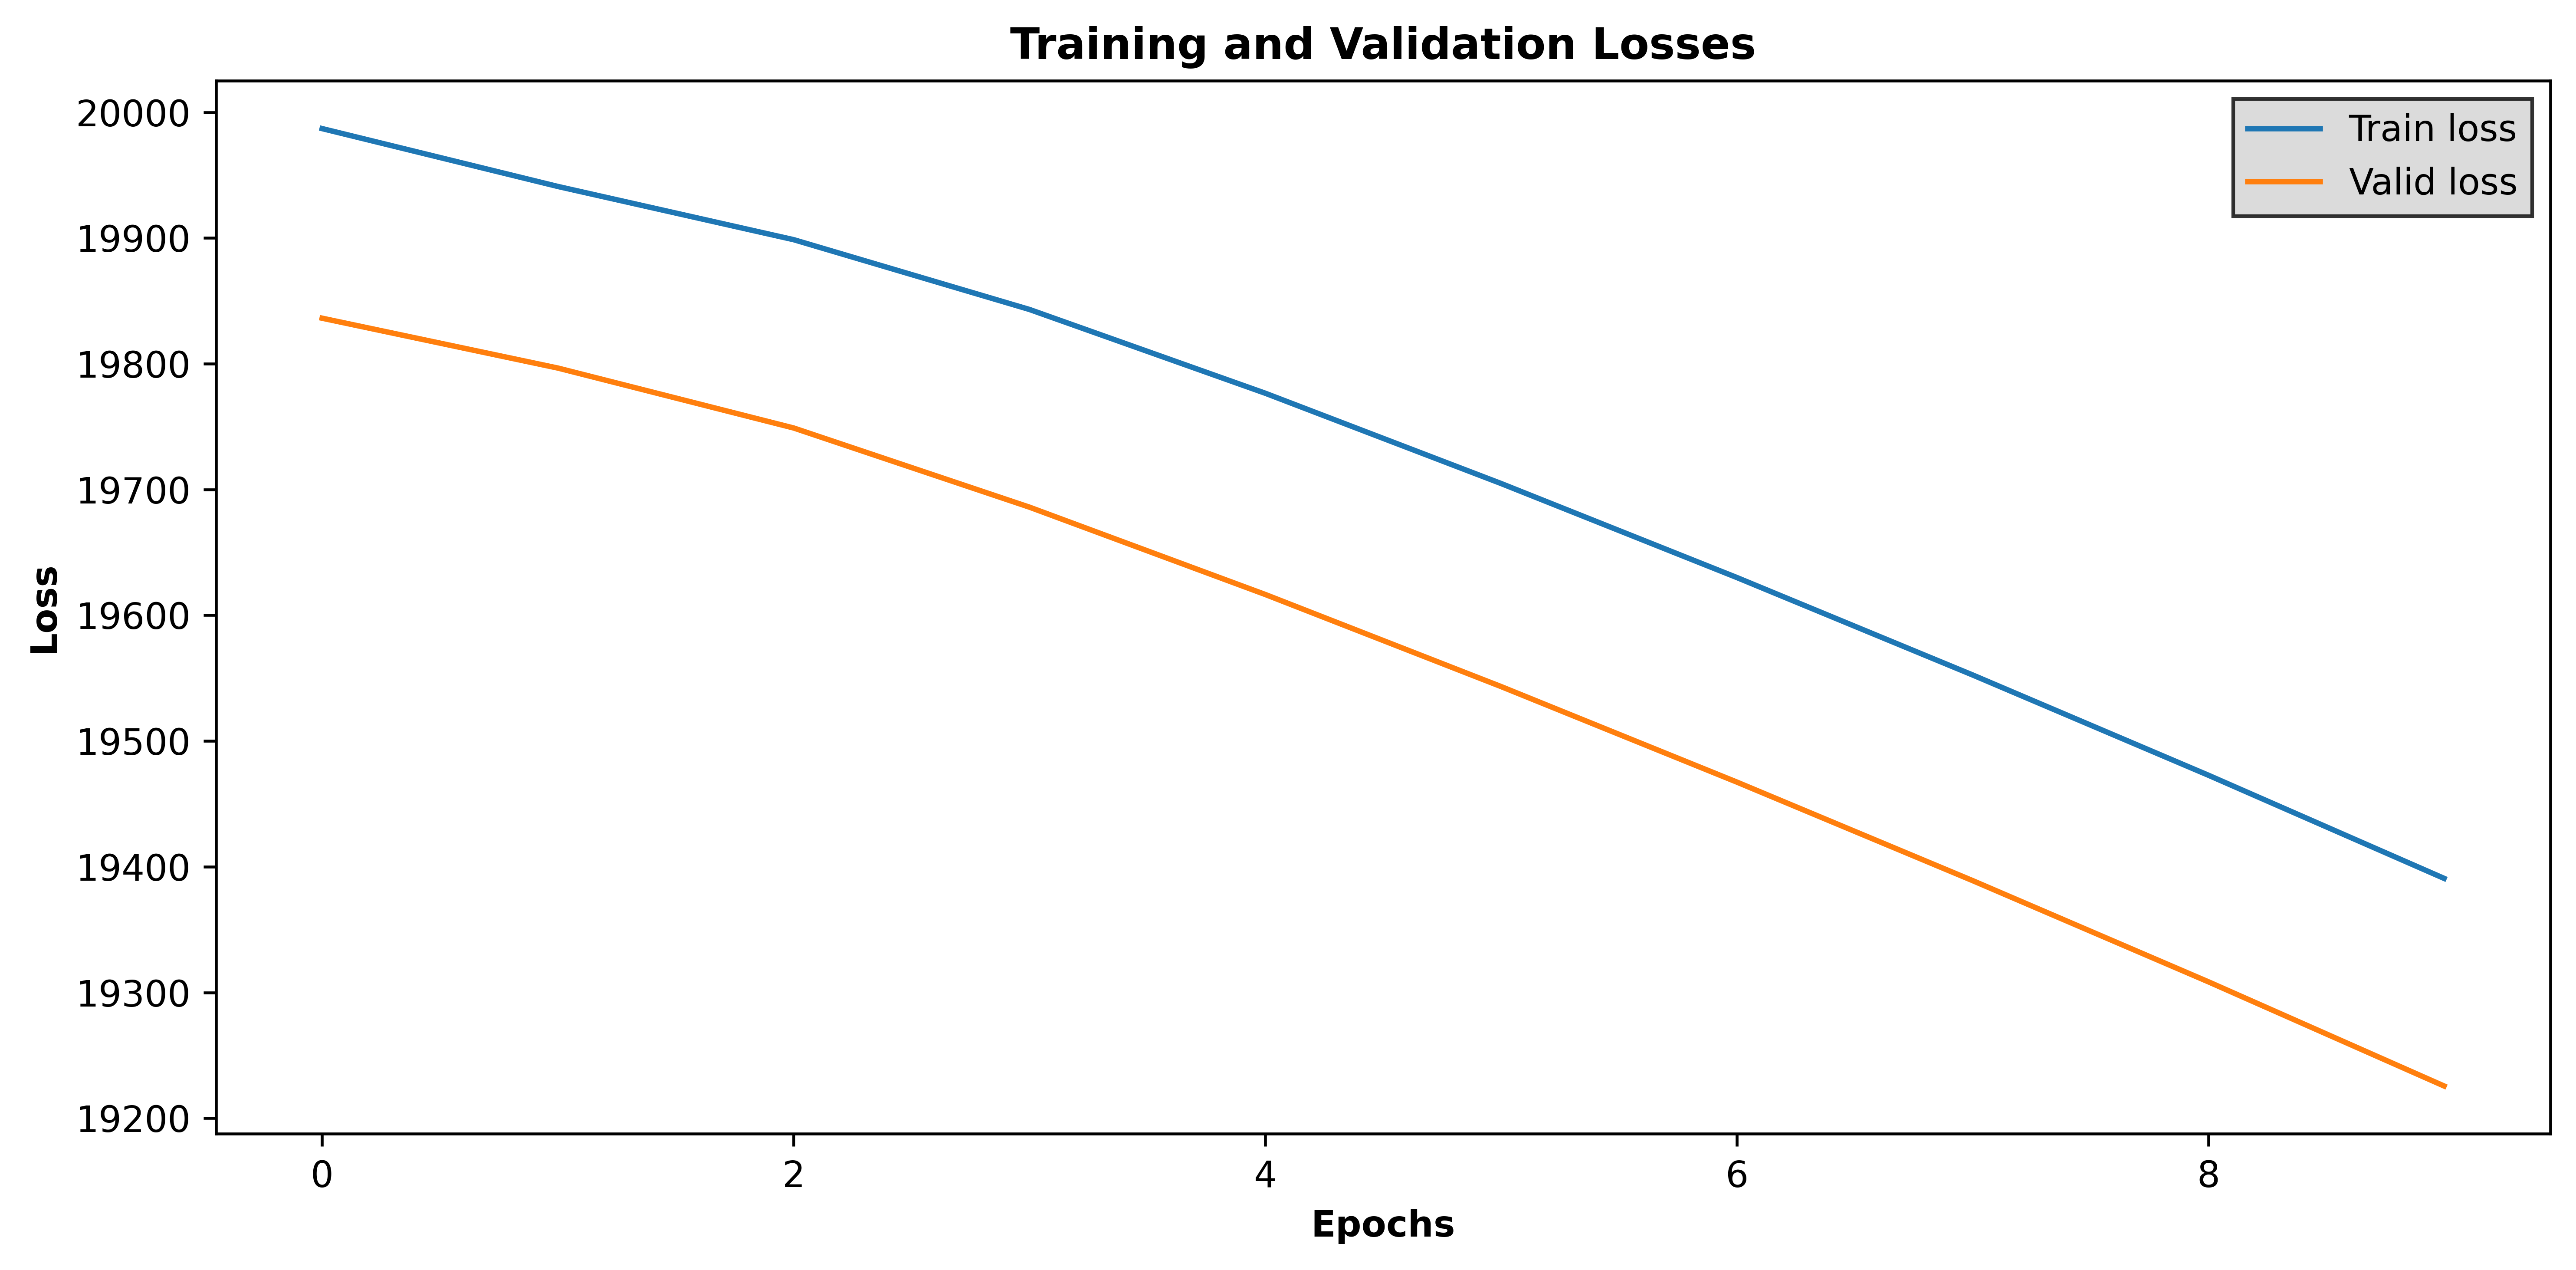 Training and Validation Losses
Train loss
Valid loss
20000
19900
19800
19700
19600
19500
19400
19300
19200
Loss
0 2 4 6 8
Epochs